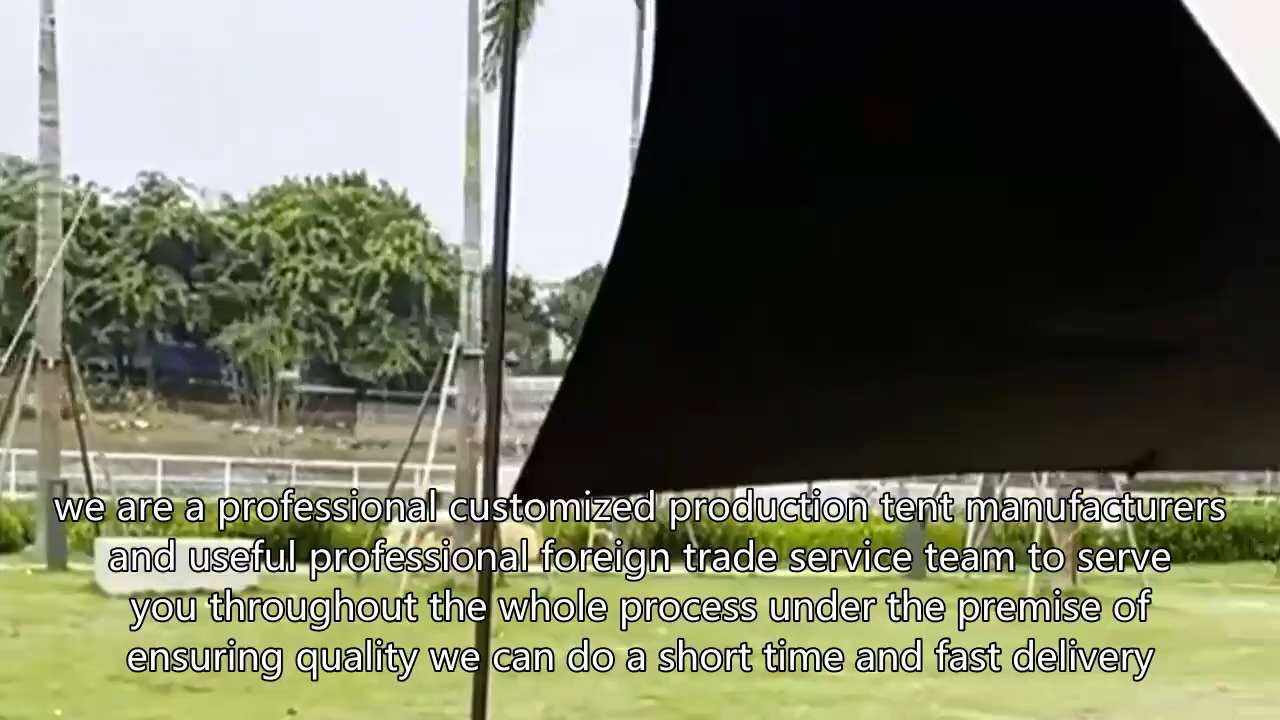 we are a professional customized production tent manufacturers
and useful professional foreign trade service team to serve
you throughout the whole process under the premise of
ensuring quality we can do a short time and fast delivery